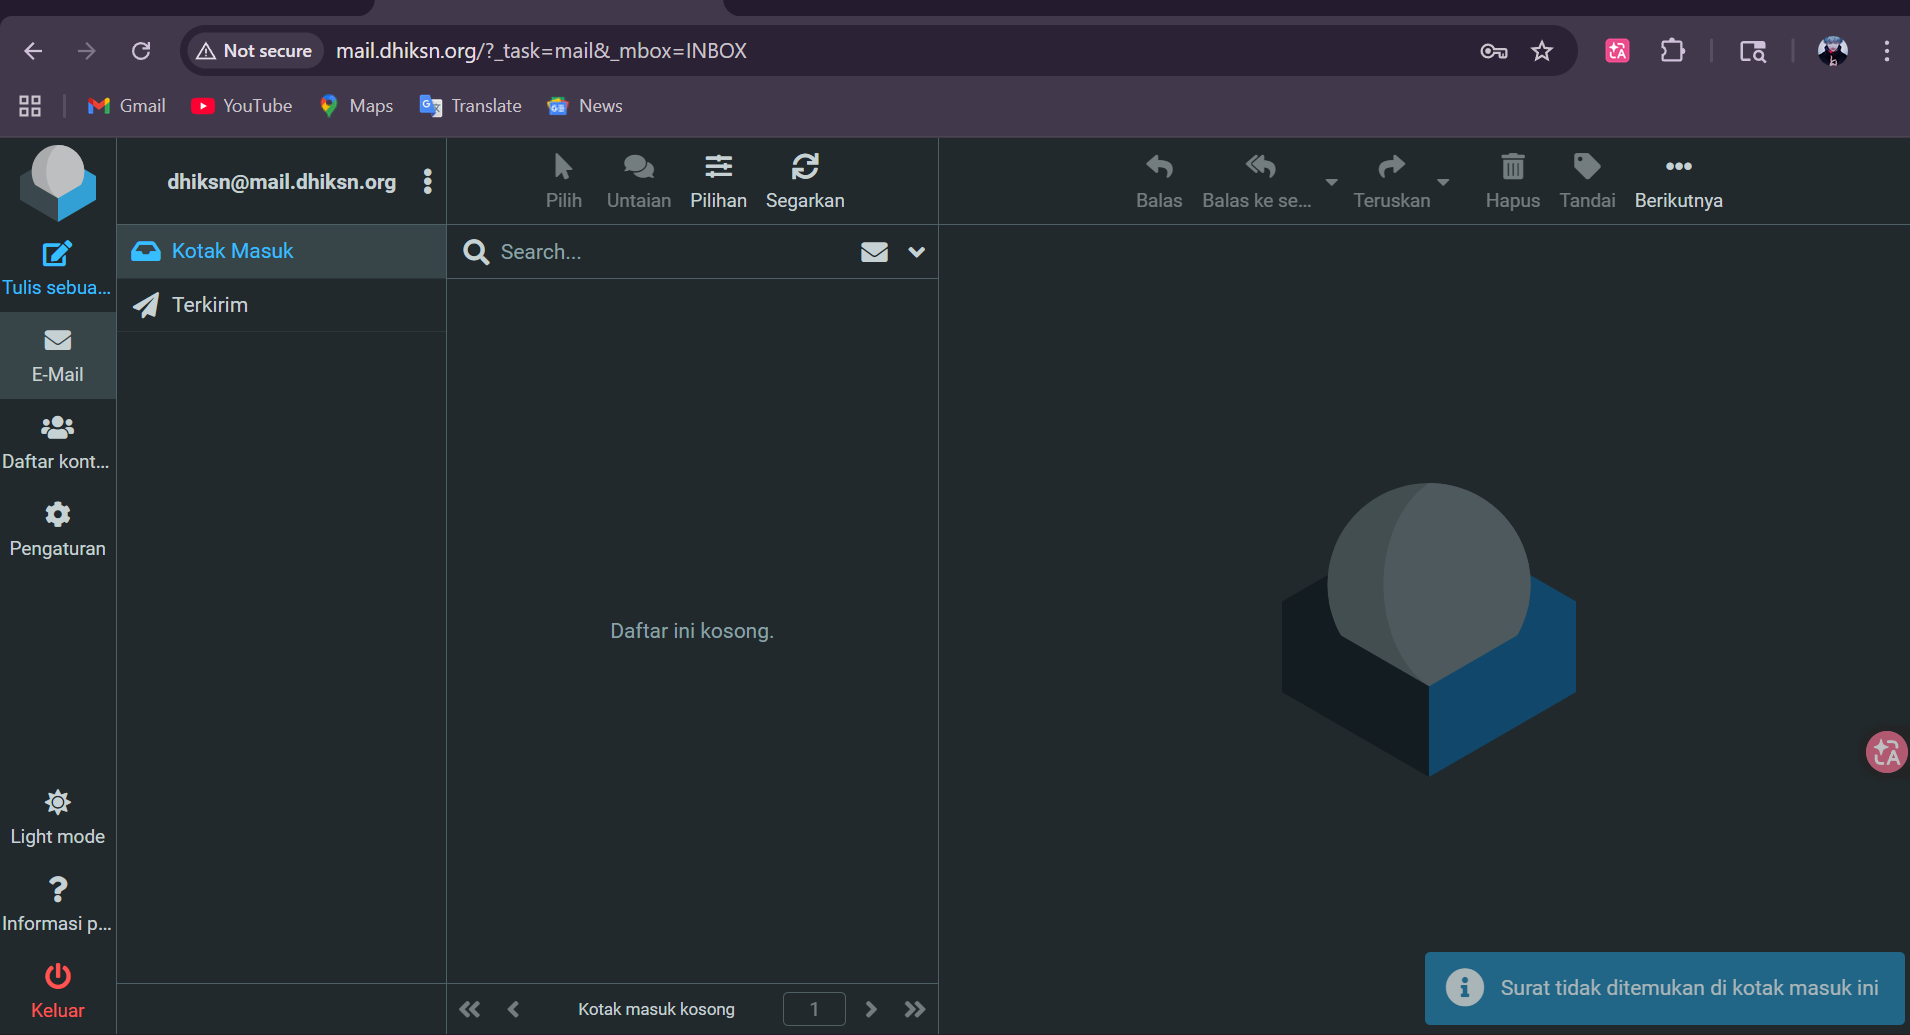 Not secure
mail.dhiksn.org/?_task=mail&_mbox=INBOX
Gmail
YouTube
Maps
Translate
News
dhiksn@mail.dhiksn.org
Pilih
Untaian
Pilihan
Segarkan
Balas
Balas ke se...
Teruskan
Hapus
Tandai
Berikutnya
Tulis sebua...
E-Mail
Daftar kont...
Pengaturan
Light mode
Informasi p...
Keluar
Kotak Masuk
Terkirim
Search...
Daftar ini kosong.
Kotak masuk kosong
1
Surat tidak ditemukan di kotak masuk ini